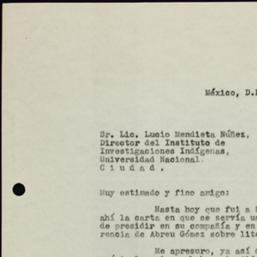 México, D.
Sr. Lic. Lucio Mendieta Núñez,
Director del Instituto de
Investigaciones Indígenas,
Universidad Nacional.
C i u d a d .
Muy estimado y fino amigo:
Hasta hoy que fui a
ahí la carta en que se servía
de presidir en su compañía y en
rencia de Abreu Gómez sobre
Me apresuro, ya así